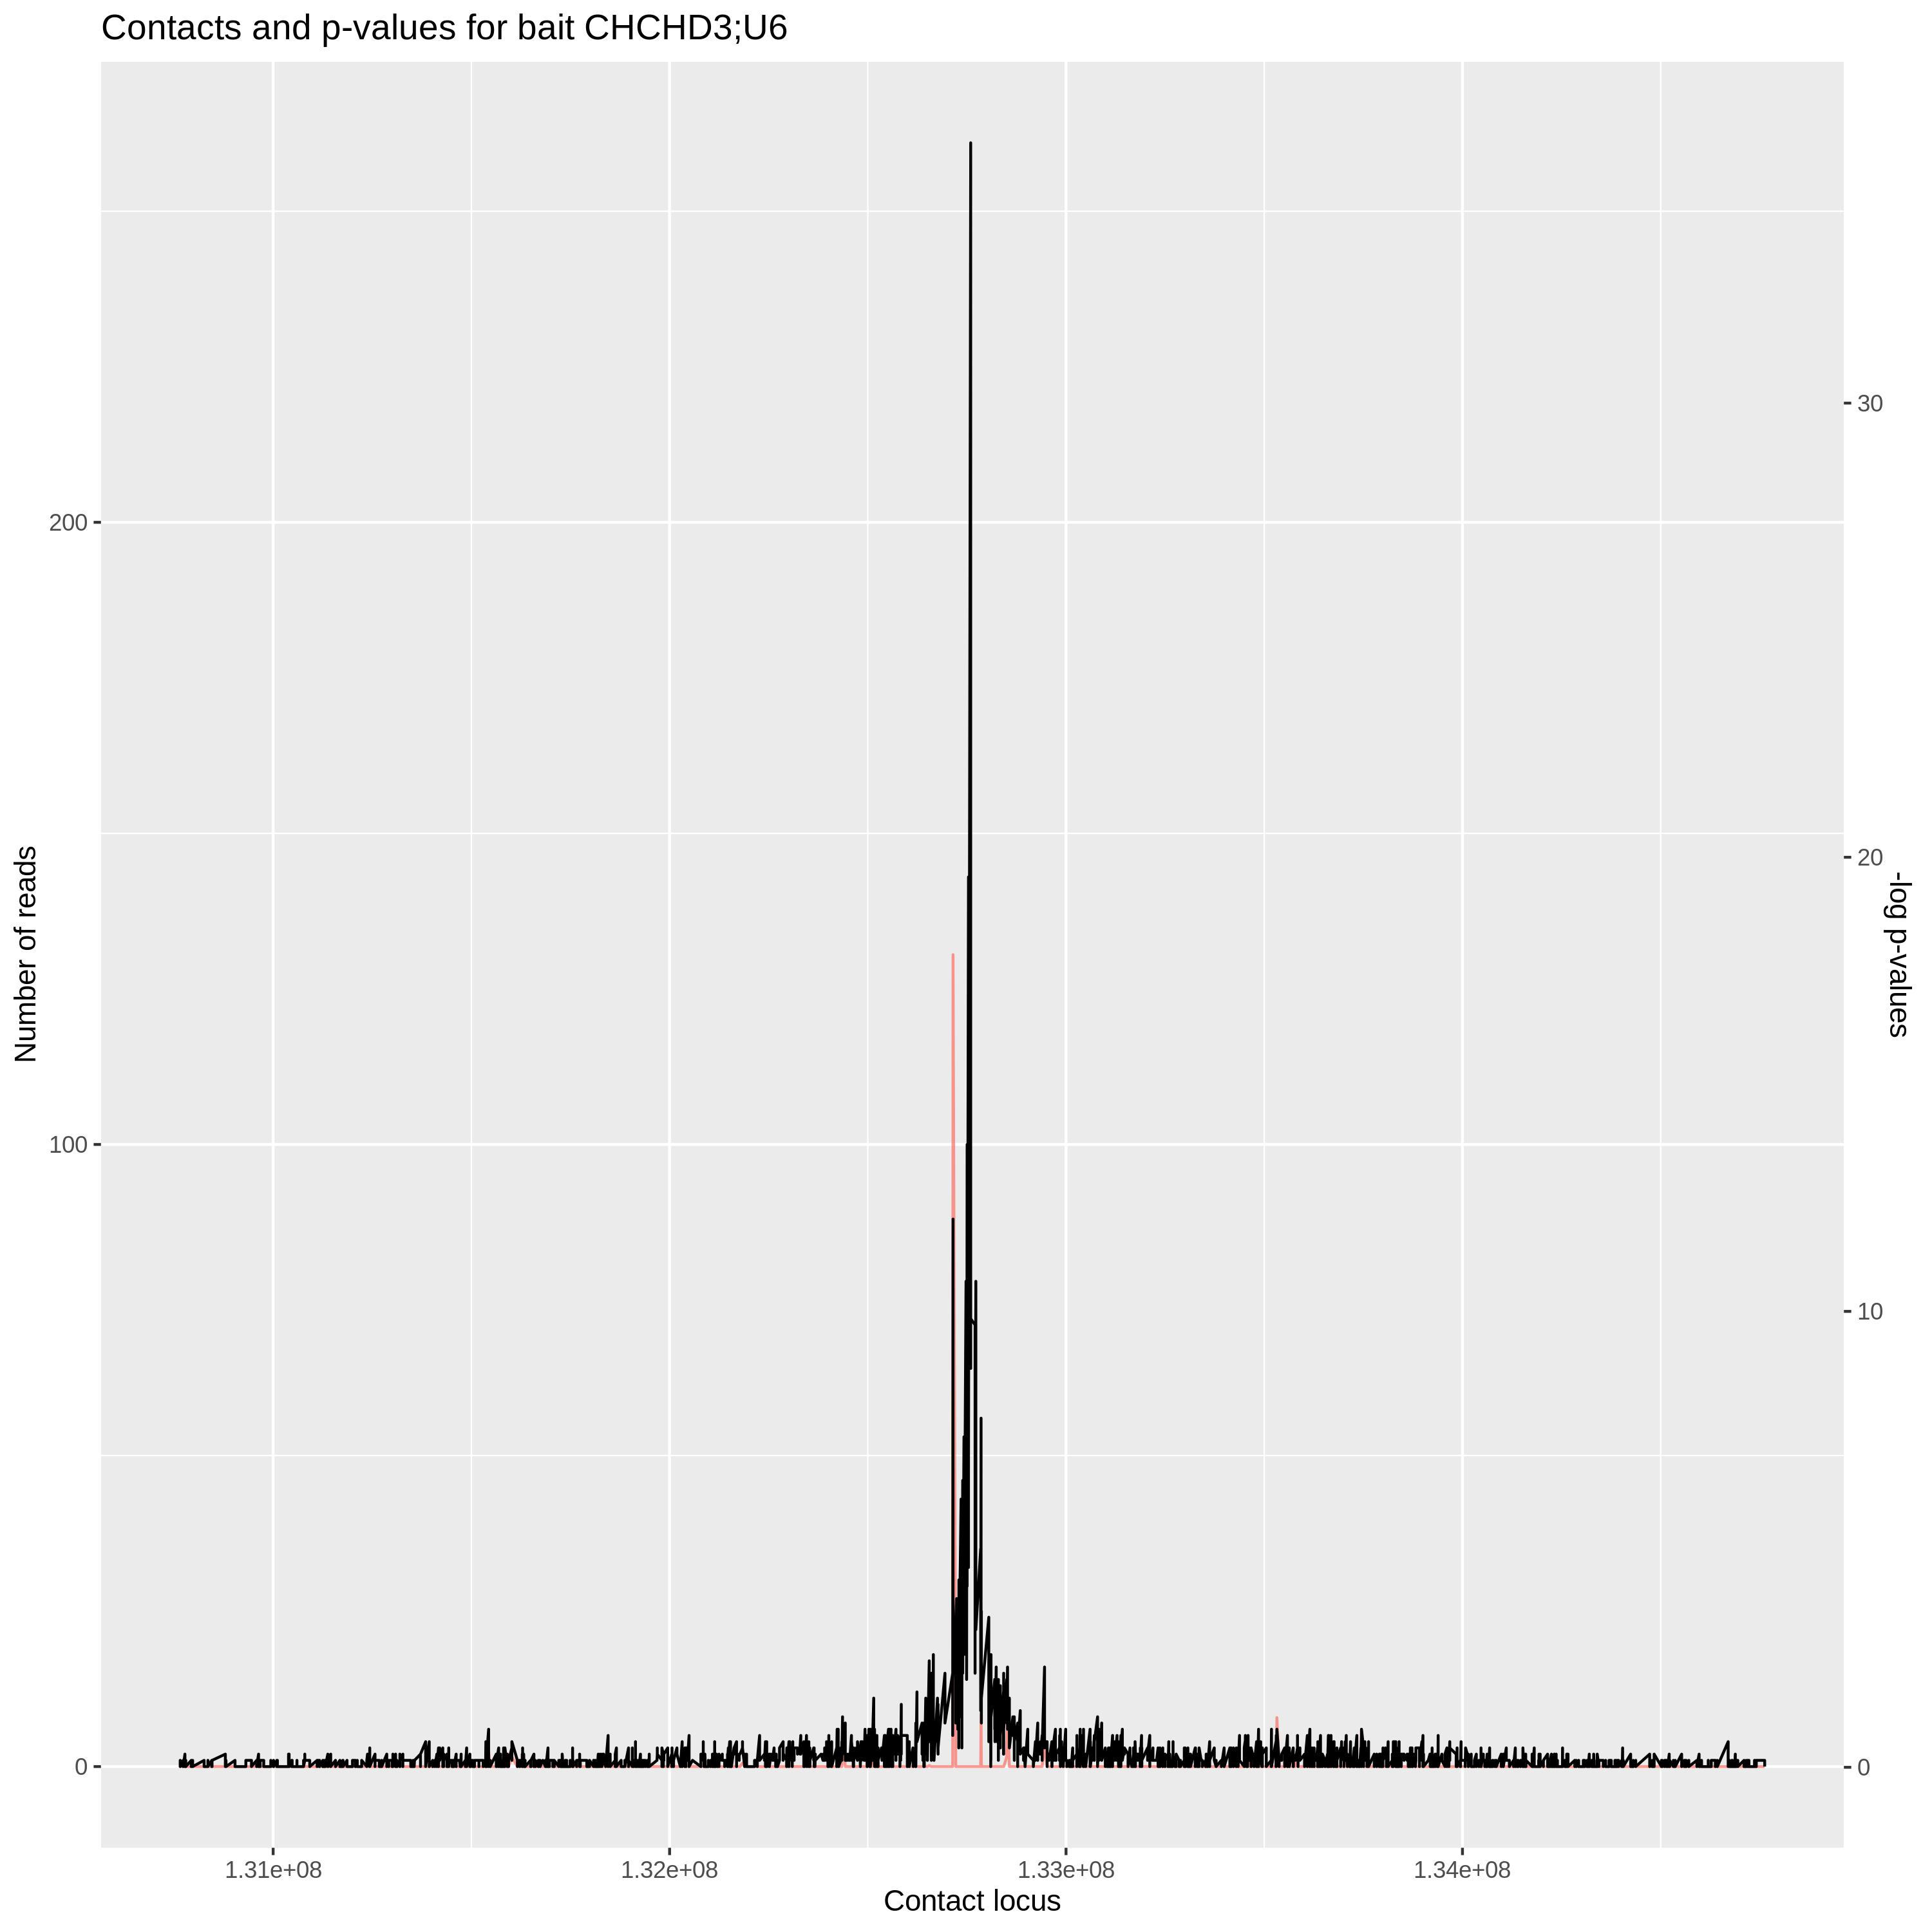 Contacts and p-values for bait CHCHD3;U6
Number of reads
200
100
0
30
20
10
0
-log p-values
1.31e+08
1.32e+08
1.33e+08
1.34e+08
Contact locus